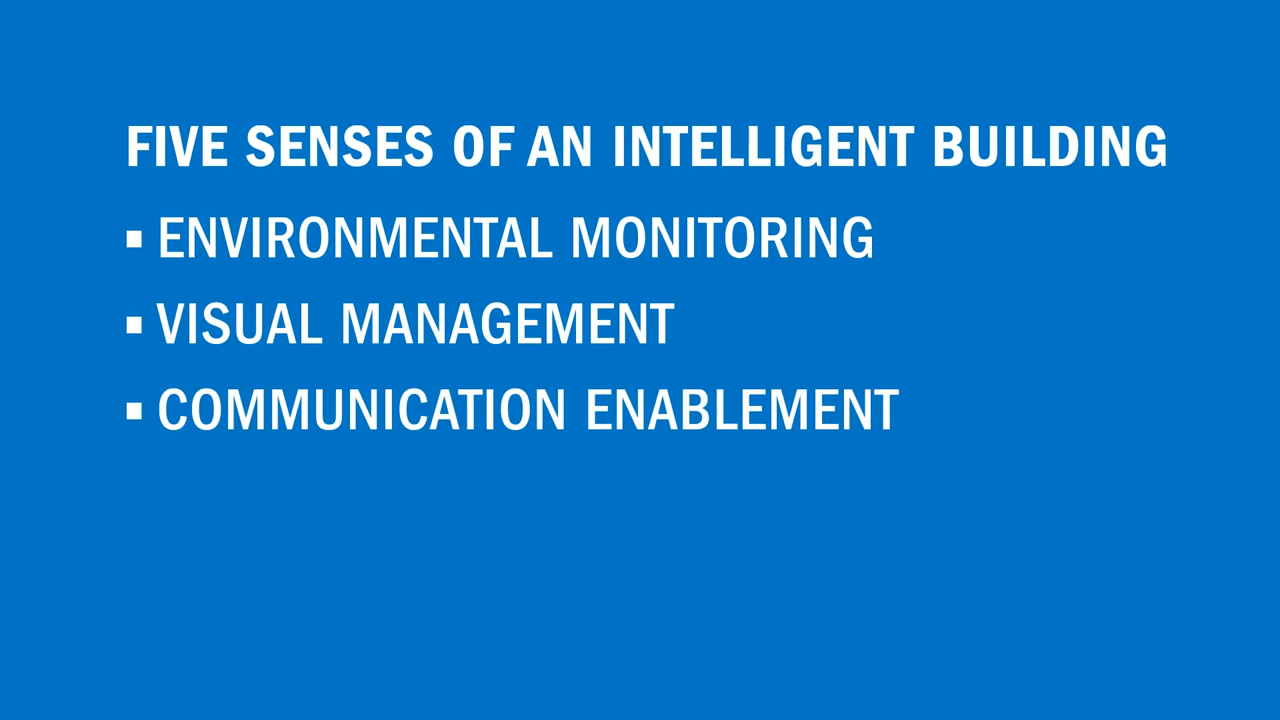 FIVE SENSES OF AN INTELLIGENT BUILDING
▪ ENVIRONMENTAL MONITORING
▪ VISUAL MANAGEMENT
▪ COMMUNICATION ENABLEMENT